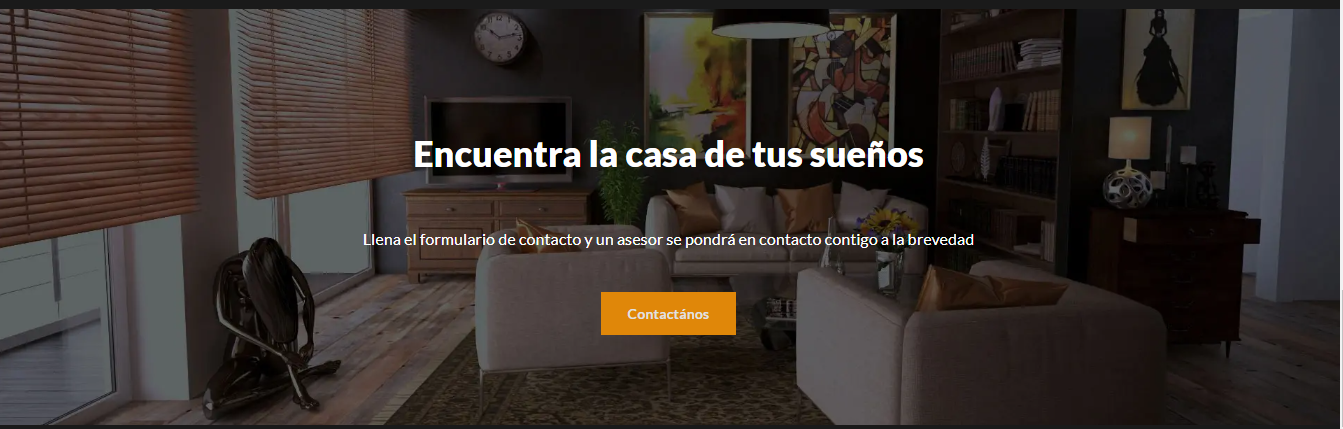 Encuentra la casa de tus sueños
Llena el formulario de contacto y un asesor se pondrá en contacto contigo a la brevedad
Contactános